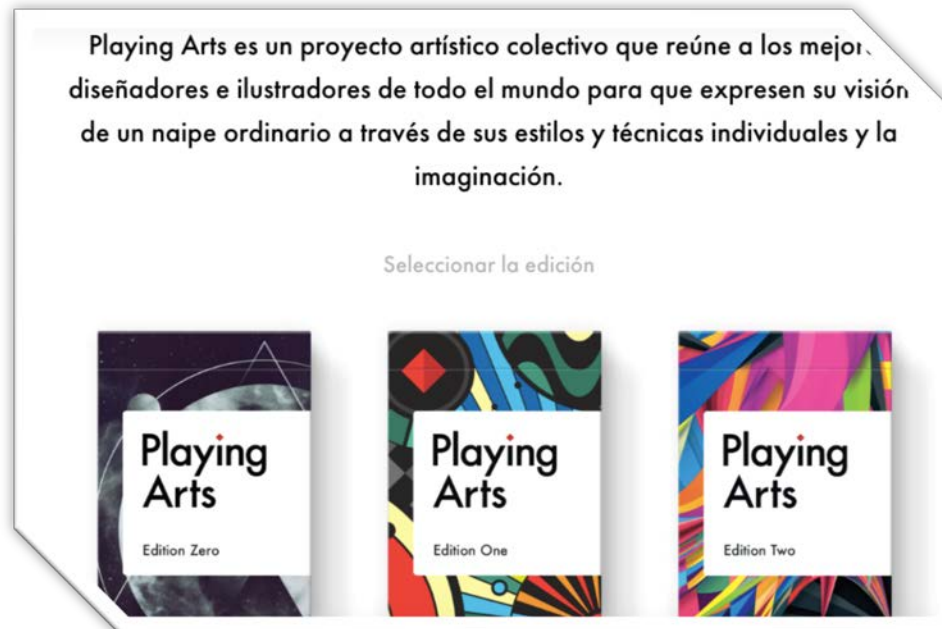 Playing Arts es un proyecto artístico colectivo que reúne a los
diseñadores e ilustradores de todo el mundo para que expresen su visión
de un naipe ordinario a través de sus estilos y técnicas individuales y la
imaginación.
Seleccionar la edición
Playing
Arts
Edition Zero
Playing
Arts
Edition One
Playing
Arts
Edition Two